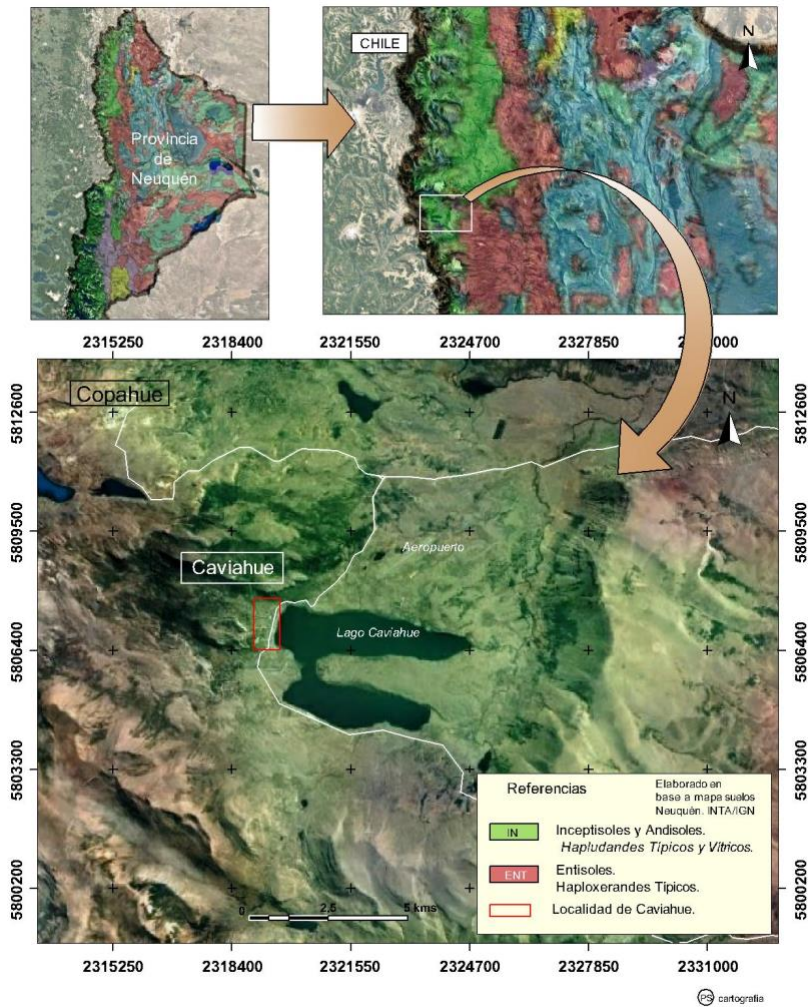 Provincia
de
Neuquén
CHILE
N
2315250 2318400 2321550 2324700 2327850 2331000
Copahue
N
5812600 5812600
5809500 5809500
Aeropuerto
Caviahue
Lago Caviahue
5806400 5806400
5803300 5803300
Referencias
Elaborado en
base a mapa suelos
Neuquén. INTA/IGN
IN Inceptisoles y Andisoles.
Hapludandes Típicos y Vítricos.
ENT Entisoles.
Haploxerandes Típicos.
Localidad de Caviahue.
5800200 5800200
0 2.5 5 kms
2315250 2318400 2321550 2324700 2327850 2331000
PS cartografía